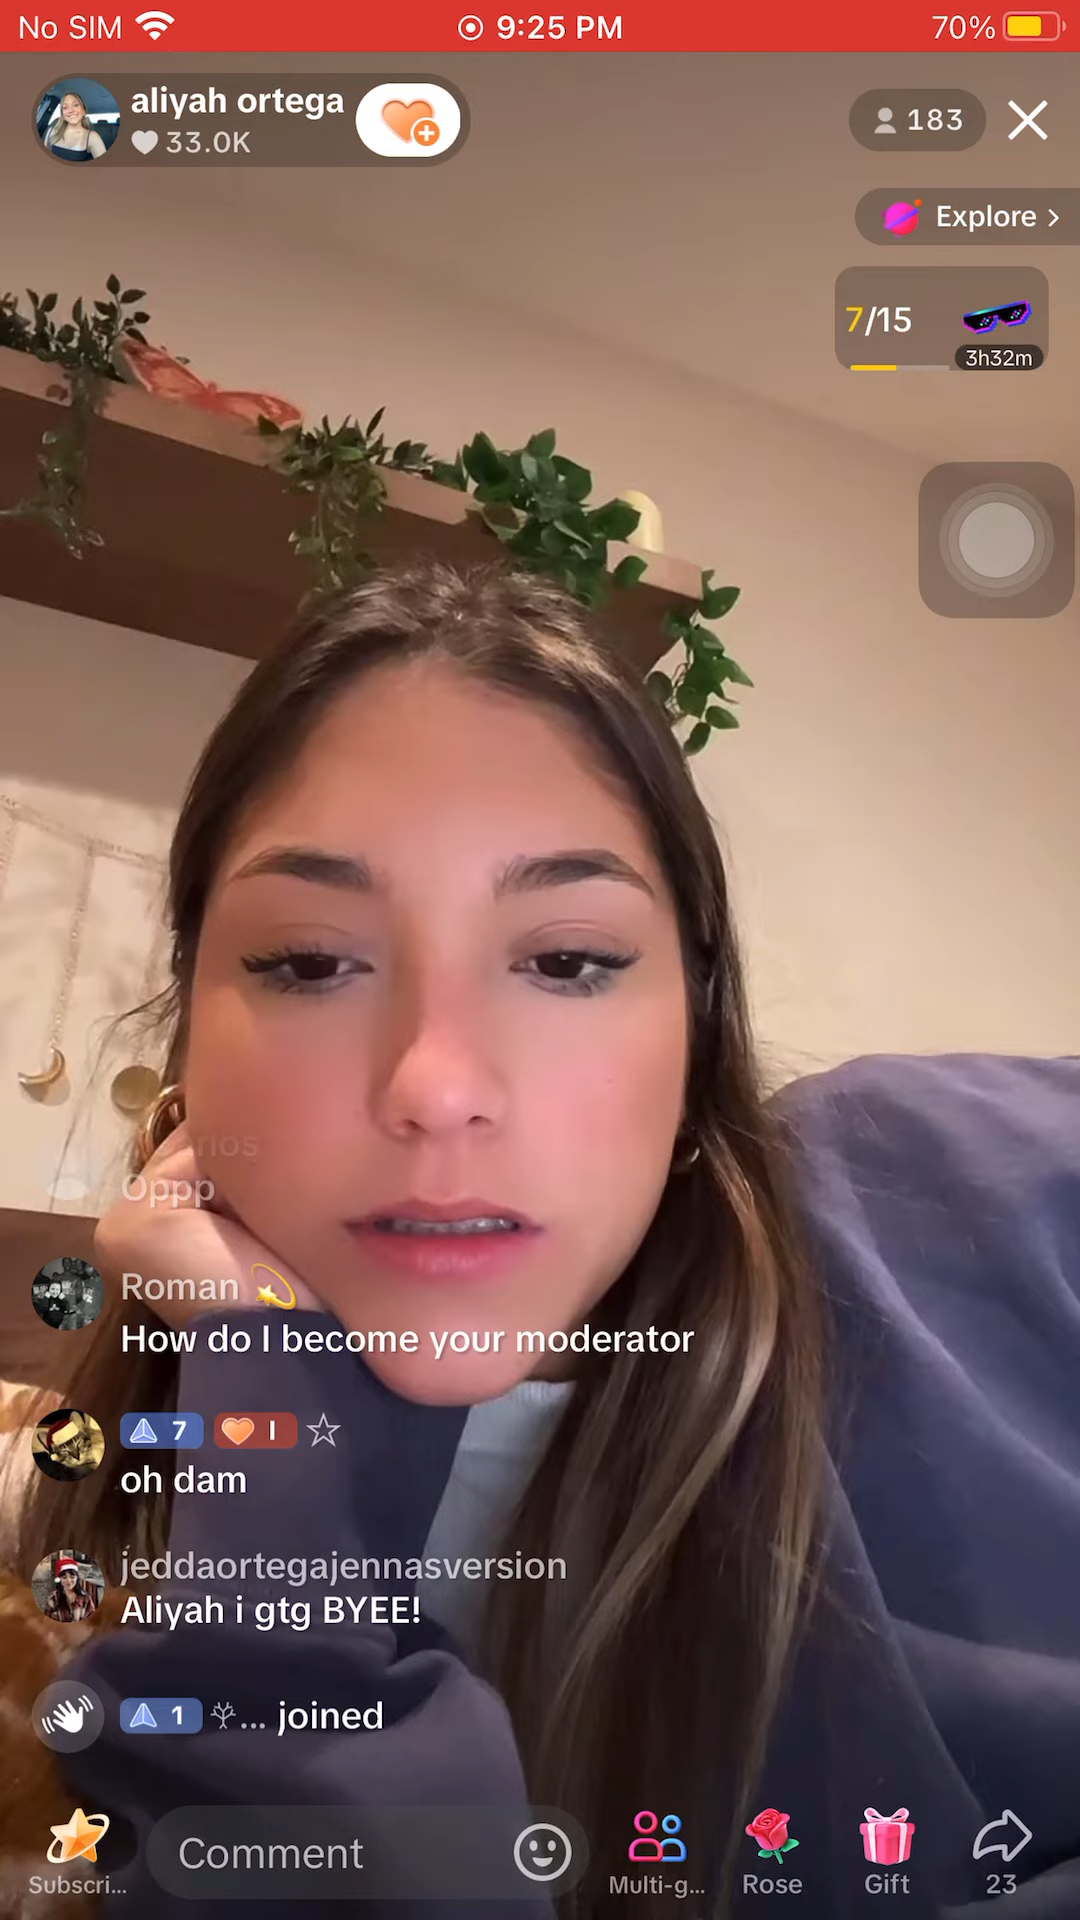 No SIM
9:25 PM
70%
aliyah ortega
33.0K
183
Explore >
7/15
3h32m
Oppp
Roman
How do I become your moderator
7 I
oh dam
jeddaortegajennasversion
Aliyah i gtg BYEE!
1 ... joined
Subscri...
Comment
Multi-g...
Rose
Gift
23